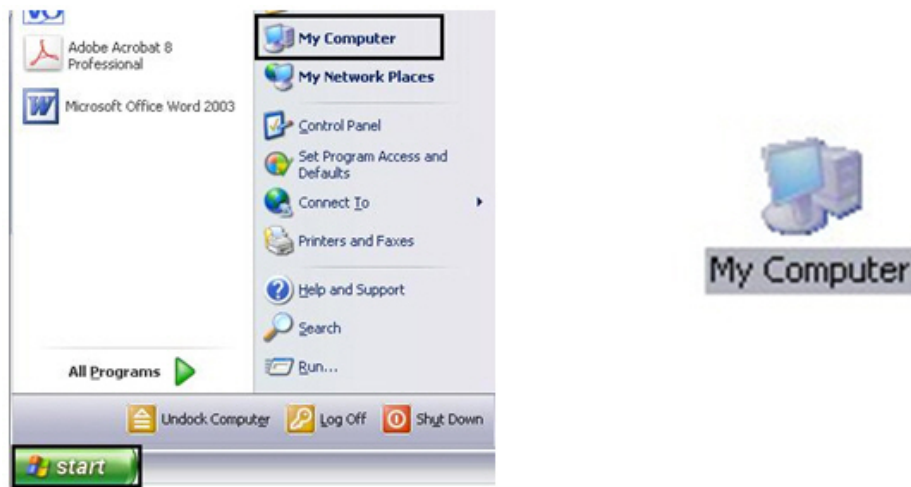 Adobe Acrobat 8
Professional
Microsoft Office Word 2003
All Programs
My Computer
My Network Places
Control Panel
Set Program Access and
Defaults
Connect To
Printers and Faxes
Help and Support
Search
Run...
Undock Computer
Log Off
Shut Down
start
My Computer